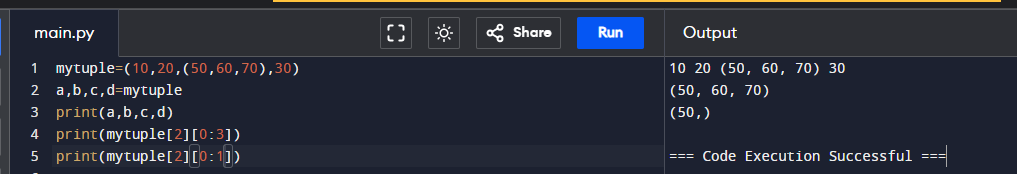 main.py
Share
Run
Output
1 mytuple=(10,20,(50,60,70),30)
2 a,b,c,d=mytuple
3 print(a,b,c,d)
4 print(mytuple[2][0:3])
5 print(mytuple[2][0:1])
10 20 (50, 60, 70) 30
(50, 60, 70)
(50,)
=== Code Execution Successful ===